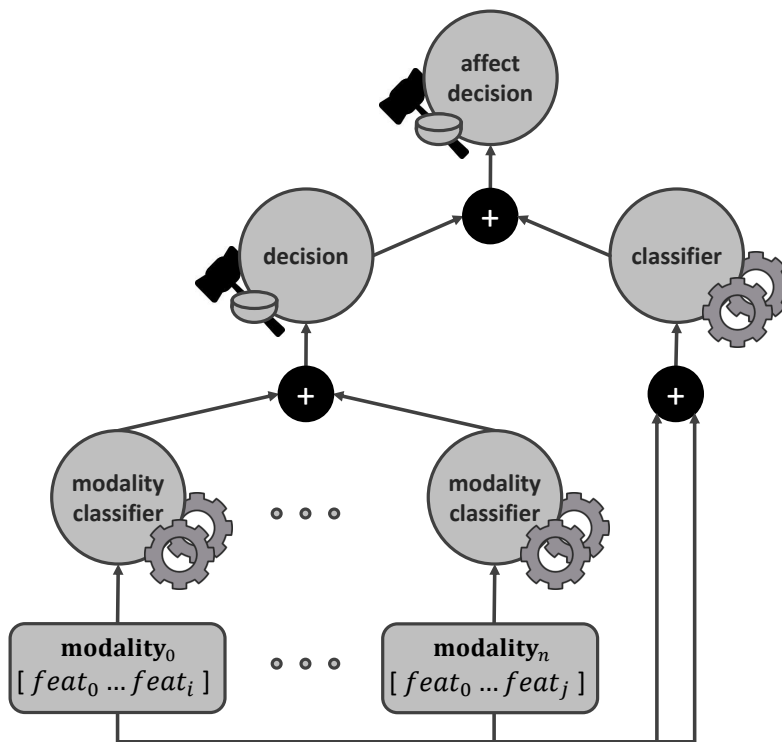 affect
decision
+
decision
classifier
+
+
modality
classifier
modality
classifier
modality₀
[ feat₀ … featᵢ ]
modalityₙ
[ feat₀ … featⱼ ]